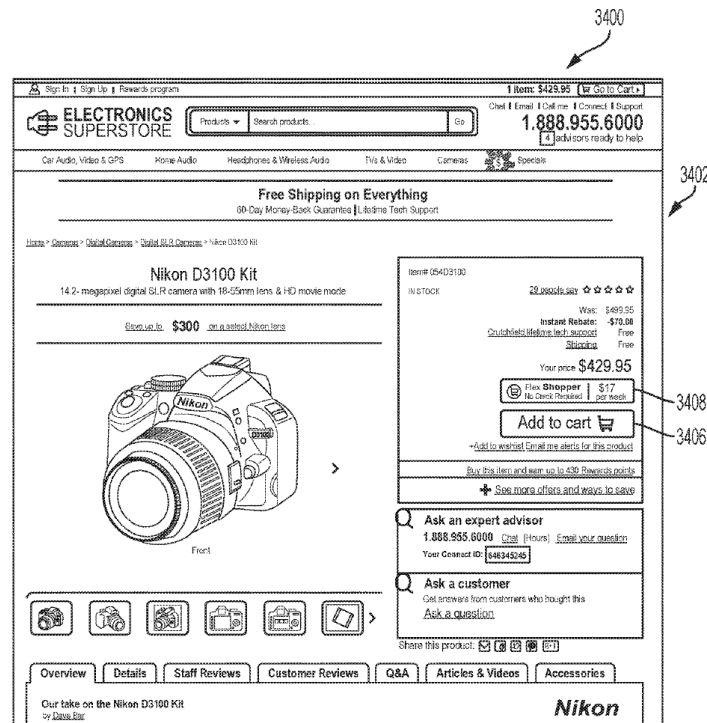 3400
Sign In | Sign Up | Rewards program
1 item: $429.95 Go to Cart
ELECTRONICS
SUPERSTORE
Products
Search products...
Go
Chat | Email | Call me | Connect | Support
1.888.955.6000
4 advisors ready to help
Car Audio, Video & GPS Home Audio Headphones & Wireless Audio TVs & Video Cameras $ Specials
3402
Free Shipping on Everything
60-Day Money-Back Guarantee | Lifetime Tech Support
Home > Cameras > Digital Cameras > Digital SLR Cameras > Nikon D3100 Kit
Nikon D3100 Kit
14.2- megapixel digital SLR camera with 18-55mm lens & HD movie mode
Save up to $300 on a select Nikon lens
Nikon
D3100
Front
Item# 054D3100
IN STOCK
29 people say
Was: $499.95
Instant Rebate: -$70.00
Crutchfield lifetime tech support Free
Shipping Free
Your price $429.95
Flex Shopper
No Credit Required
$17
per week
3408
Add to cart
3406
+Add to wishlist Email me alerts for this product
Buy this item and earn up to 430 Rewards points
See more offers and ways to save
Ask an expert advisor
1.888.955.6000 Chat [Hours] Email your question
Your Connect ID: 646345245
Ask a customer
Get answers from customers who bought this
Ask a question
Share this product:
Overview Details Staff Reviews Customer Reviews Q&A Articles & Videos Accessories
Our take on the Nikon D3100 Kit
by Dave Bar
Nikon